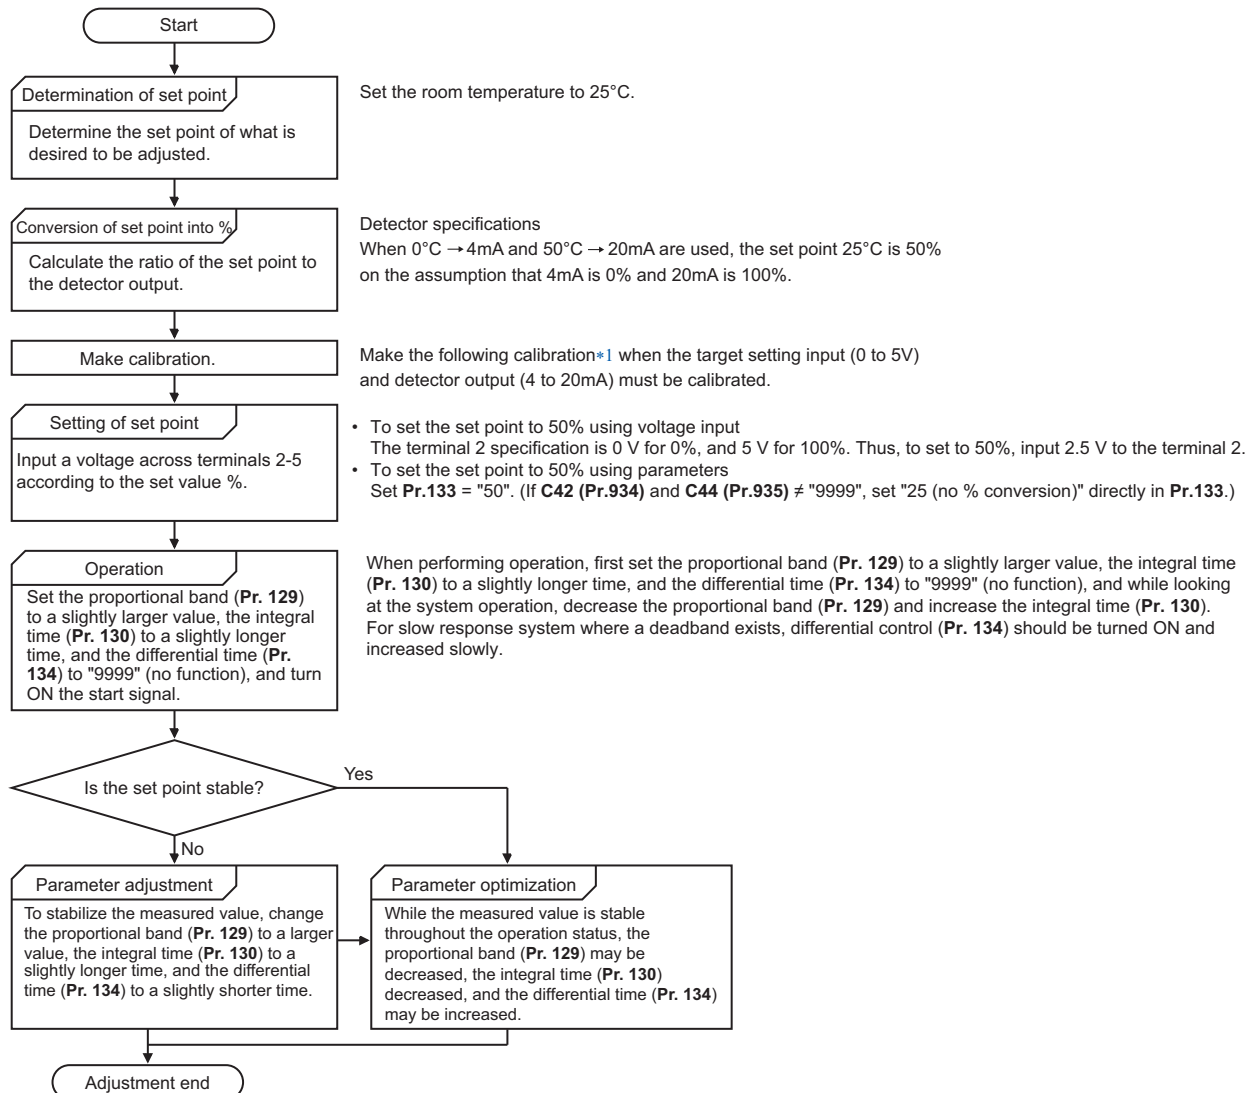 Start
Determination of set point
Determine the set point of what is
desired to be adjusted.
Set the room temperature to 25°C.
Conversion of set point into %
Calculate the ratio of the set point to
the detector output.
Detector specifications
When 0°C → 4mA and 50°C → 20mA are used, the set point 25°C is 50%
on the assumption that 4mA is 0% and 20mA is 100%.
Make calibration.
Make the following calibration*1 when the target setting input (0 to 5V)
and detector output (4 to 20mA) must be calibrated.
Setting of set point
Input a voltage across terminals 2-5
according to the set value %.
• To set the set point to 50% using voltage input
The terminal 2 specification is 0 V for 0%, and 5 V for 100%. Thus, to set to 50%, input 2.5 V to the terminal 2.
• To set the set point to 50% using parameters
Set Pr.133 = "50". (If C42 (Pr.934) and C44 (Pr.935) ≠ "9999", set "25 (no % conversion)" directly in Pr.133.)
Operation
Set the proportional band (Pr. 129)
to a slightly larger value, the integral
time (Pr. 130) to a slightly longer
time, and the differential time (Pr.
134) to "9999" (no function), and turn
ON the start signal.
When performing operation, first set the proportional band (Pr. 129) to a slightly larger value, the integral time
(Pr. 130) to a slightly longer time, and the differential time (Pr. 134) to "9999" (no function), and while looking
at the system operation, decrease the proportional band (Pr. 129) and increase the integral time (Pr. 130).
For slow response system where a deadband exists, differential control (Pr. 134) should be turned ON and
increased slowly.
Is the set point stable?
Yes
No
Parameter adjustment
To stabilize the measured value, change
the proportional band (Pr. 129) to a larger
value, the integral time (Pr. 130) to a
slightly longer time, and the differential
time (Pr. 134) to a slightly shorter time.
Parameter optimization
While the measured value is stable
throughout the operation status, the
proportional band (Pr. 129) may be
decreased, the integral time (Pr. 130)
decreased, and the differential time (Pr. 134)
may be increased.
Adjustment end